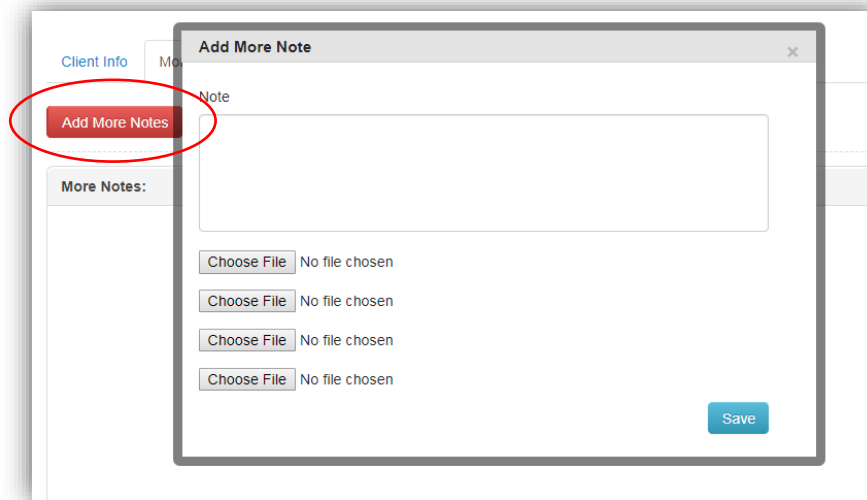 Add More Note
×
Client Info
Note
Add More Notes
More Notes:
Choose File No file chosen
Choose File No file chosen
Choose File No file chosen
Choose File No file chosen
Save